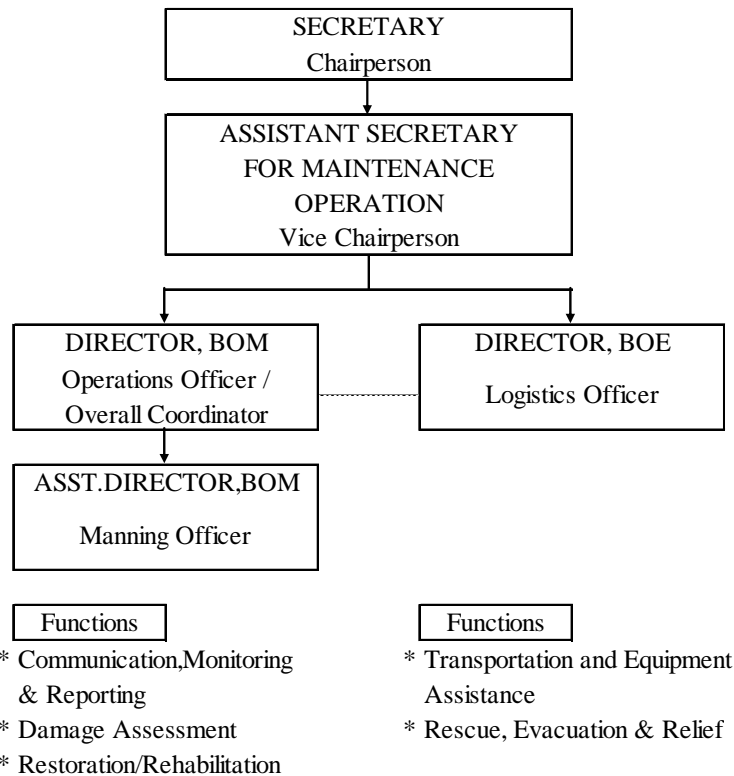 SECRETARY
Chairperson
ASSISTANT SECRETARY
FOR MAINTENANCE
OPERATION
Vice Chairperson
DIRECTOR, BOM
Operations Officer /
Overall Coordinator
DIRECTOR, BOE
Logistics Officer
ASST.DIRECTOR,BOM
Manning Officer
Functions
* Communication,Monitoring
& Reporting
* Damage Assessment
* Restoration/Rehabilitation
Functions
* Transportation and Equipment
Assistance
* Rescue, Evacuation & Relief